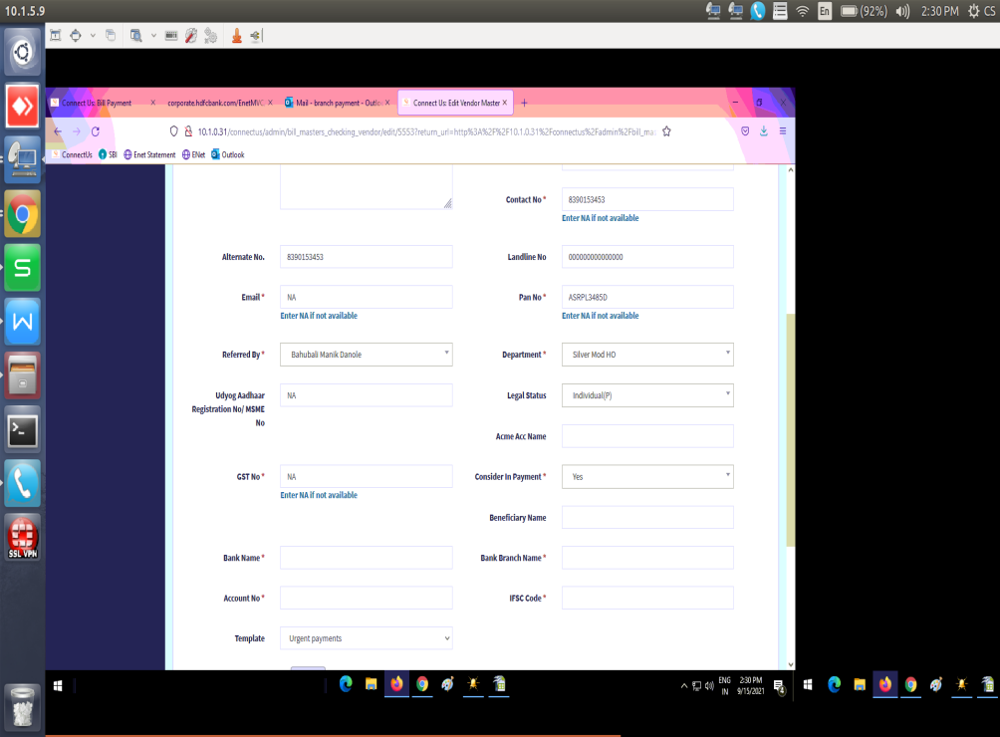 10.1.5.9
En
(92%)
2:30 PM
CS
Connect Us: Bill Payment
corporate.hdfcbank.com/EnetMVC
Mail - branch payment - Outlo
Connect Us: Edit Vendor Master
10.1.0.31/connectus/admin/bill_masters_checking_vendor/edit/5553?return_url=http%3A%2F%2F10.1.0.31%2Fconnectus%2Fadmin%2Fbill_ma
ConnectUs
SBI
Enet Statement
ENet
Outlook
Contact No *
8390153453
Enter NA if not available
Alternate No.
8390153453
Landline No
000000000000000
Email *
NA
Enter NA if not available
Pan No *
ASRPL3485D
Enter NA if not available
Referred By *
Bahubali Manik Danole
Department *
Silver Mod HO
Udyog Aadhaar
Registration No/ MSME
No
NA
Legal Status
Individual(P)
Acme Acc Name
GST No *
NA
Enter NA if not available
Consider In Payment *
Yes
Beneficiary Name
Bank Name *
Bank Branch Name *
Account No *
IFSC Code *
Template
Urgent payments
SSL VPN
ENG
IN
2:30 PM
9/15/2021
4